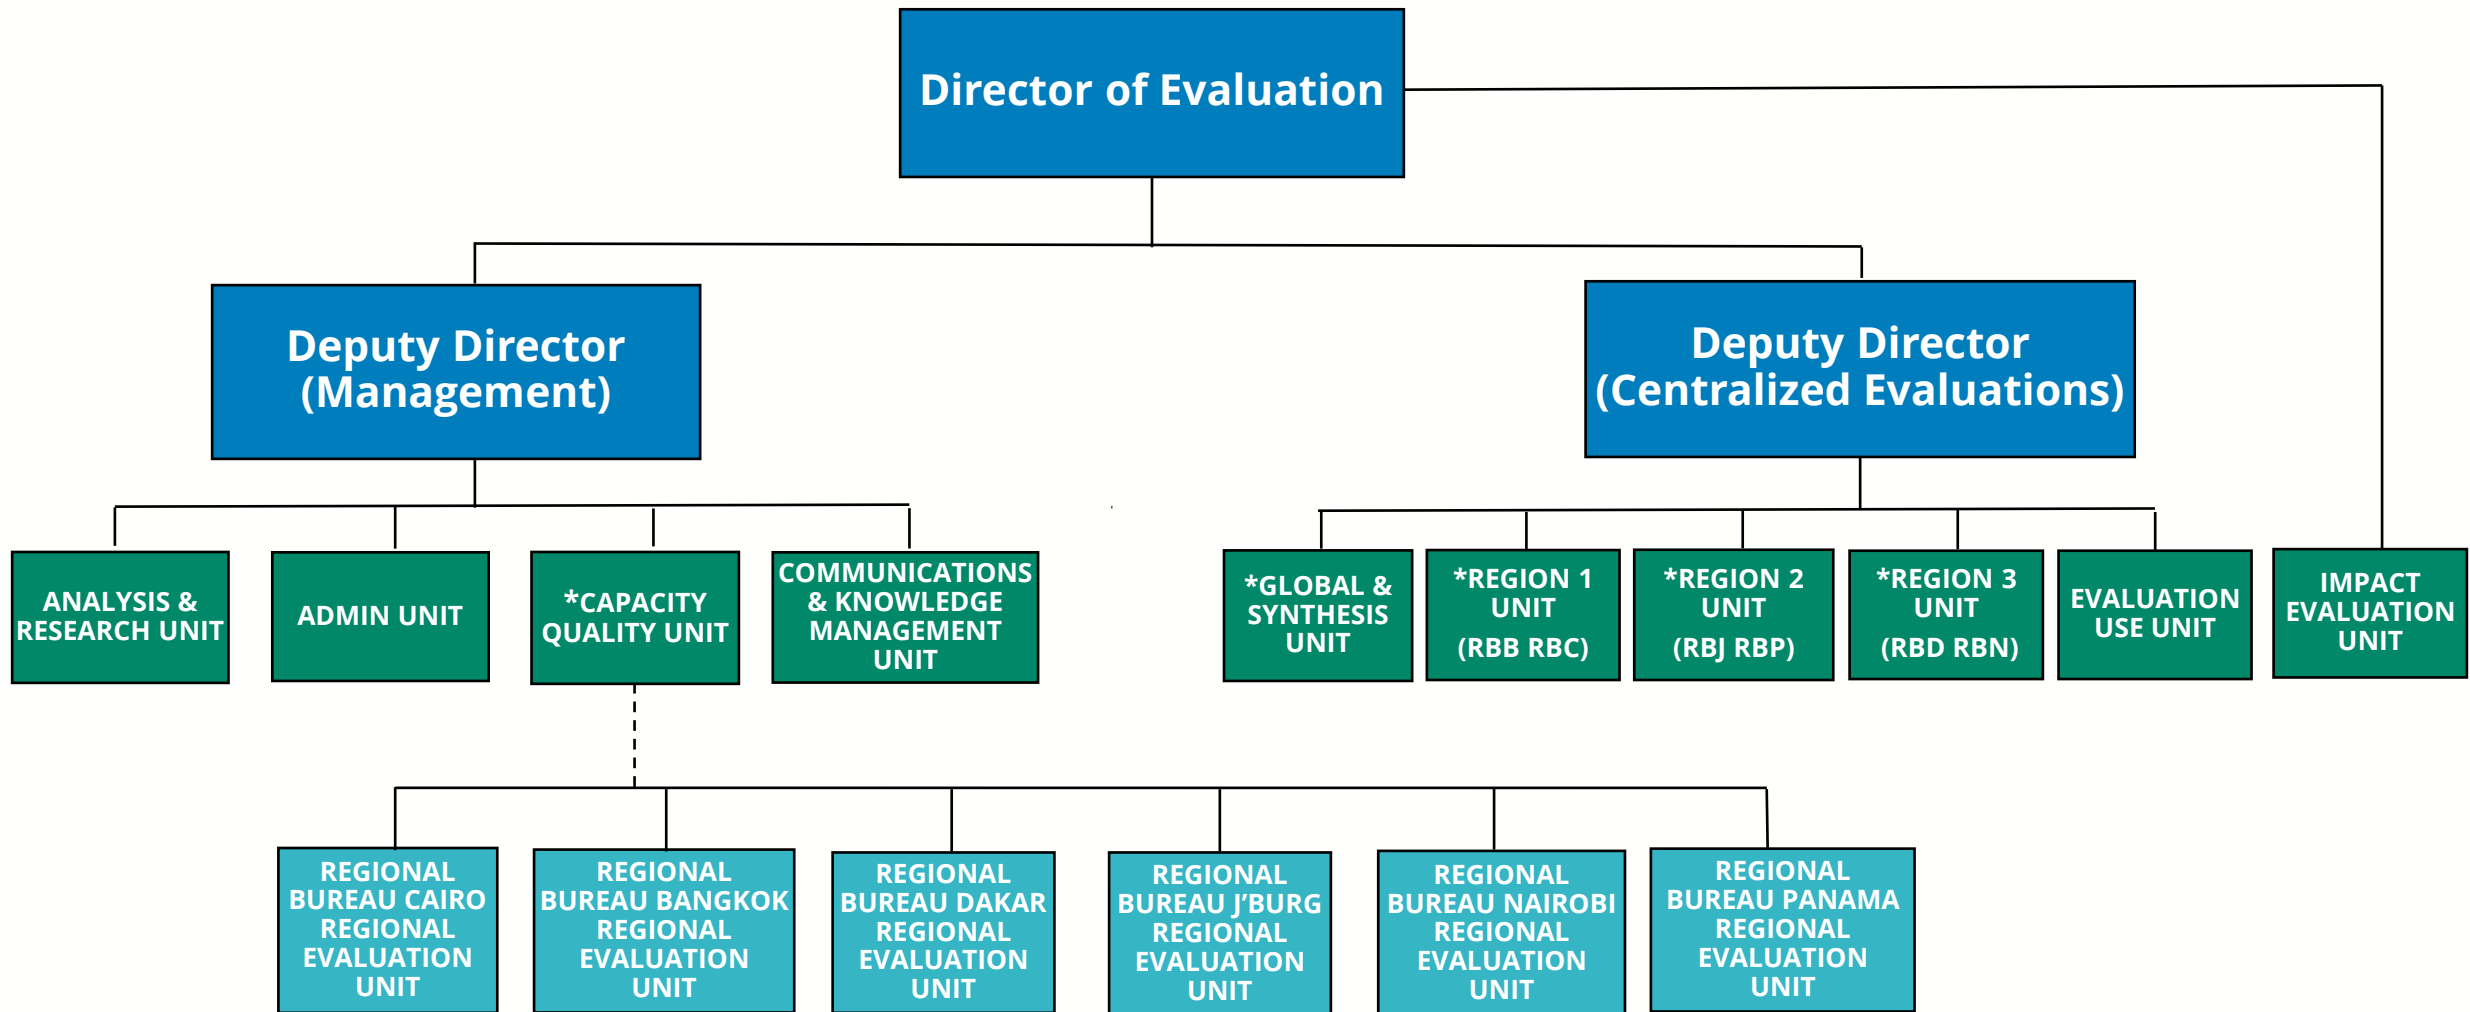 Director of Evaluation
Deputy Director
(Management)
Deputy Director
(Centralized Evaluations)
ANALYSIS &
RESEARCH UNIT
ADMIN UNIT
*CAPACITY
QUALITY UNIT
COMMUNICATIONS
& KNOWLEDGE
MANAGEMENT
UNIT
*GLOBAL &
SYNTHESIS
UNIT
*REGION 1
UNIT
(RBB RBC)
*REGION 2
UNIT
(RBJ RBP)
*REGION 3
UNIT
(RBD RBN)
EVALUATION
USE UNIT
IMPACT
EVALUATION
UNIT
REGIONAL
BUREAU CAIRO
REGIONAL
EVALUATION
UNIT
REGIONAL
BUREAU BANGKOK
REGIONAL
EVALUATION
UNIT
REGIONAL
BUREAU DAKAR
REGIONAL
EVALUATION
UNIT
REGIONAL
BUREAU J’BURG
REGIONAL
EVALUATION
UNIT
REGIONAL
BUREAU NAIROBI
REGIONAL
EVALUATION
UNIT
REGIONAL
BUREAU PANAMA
REGIONAL
EVALUATION
UNIT